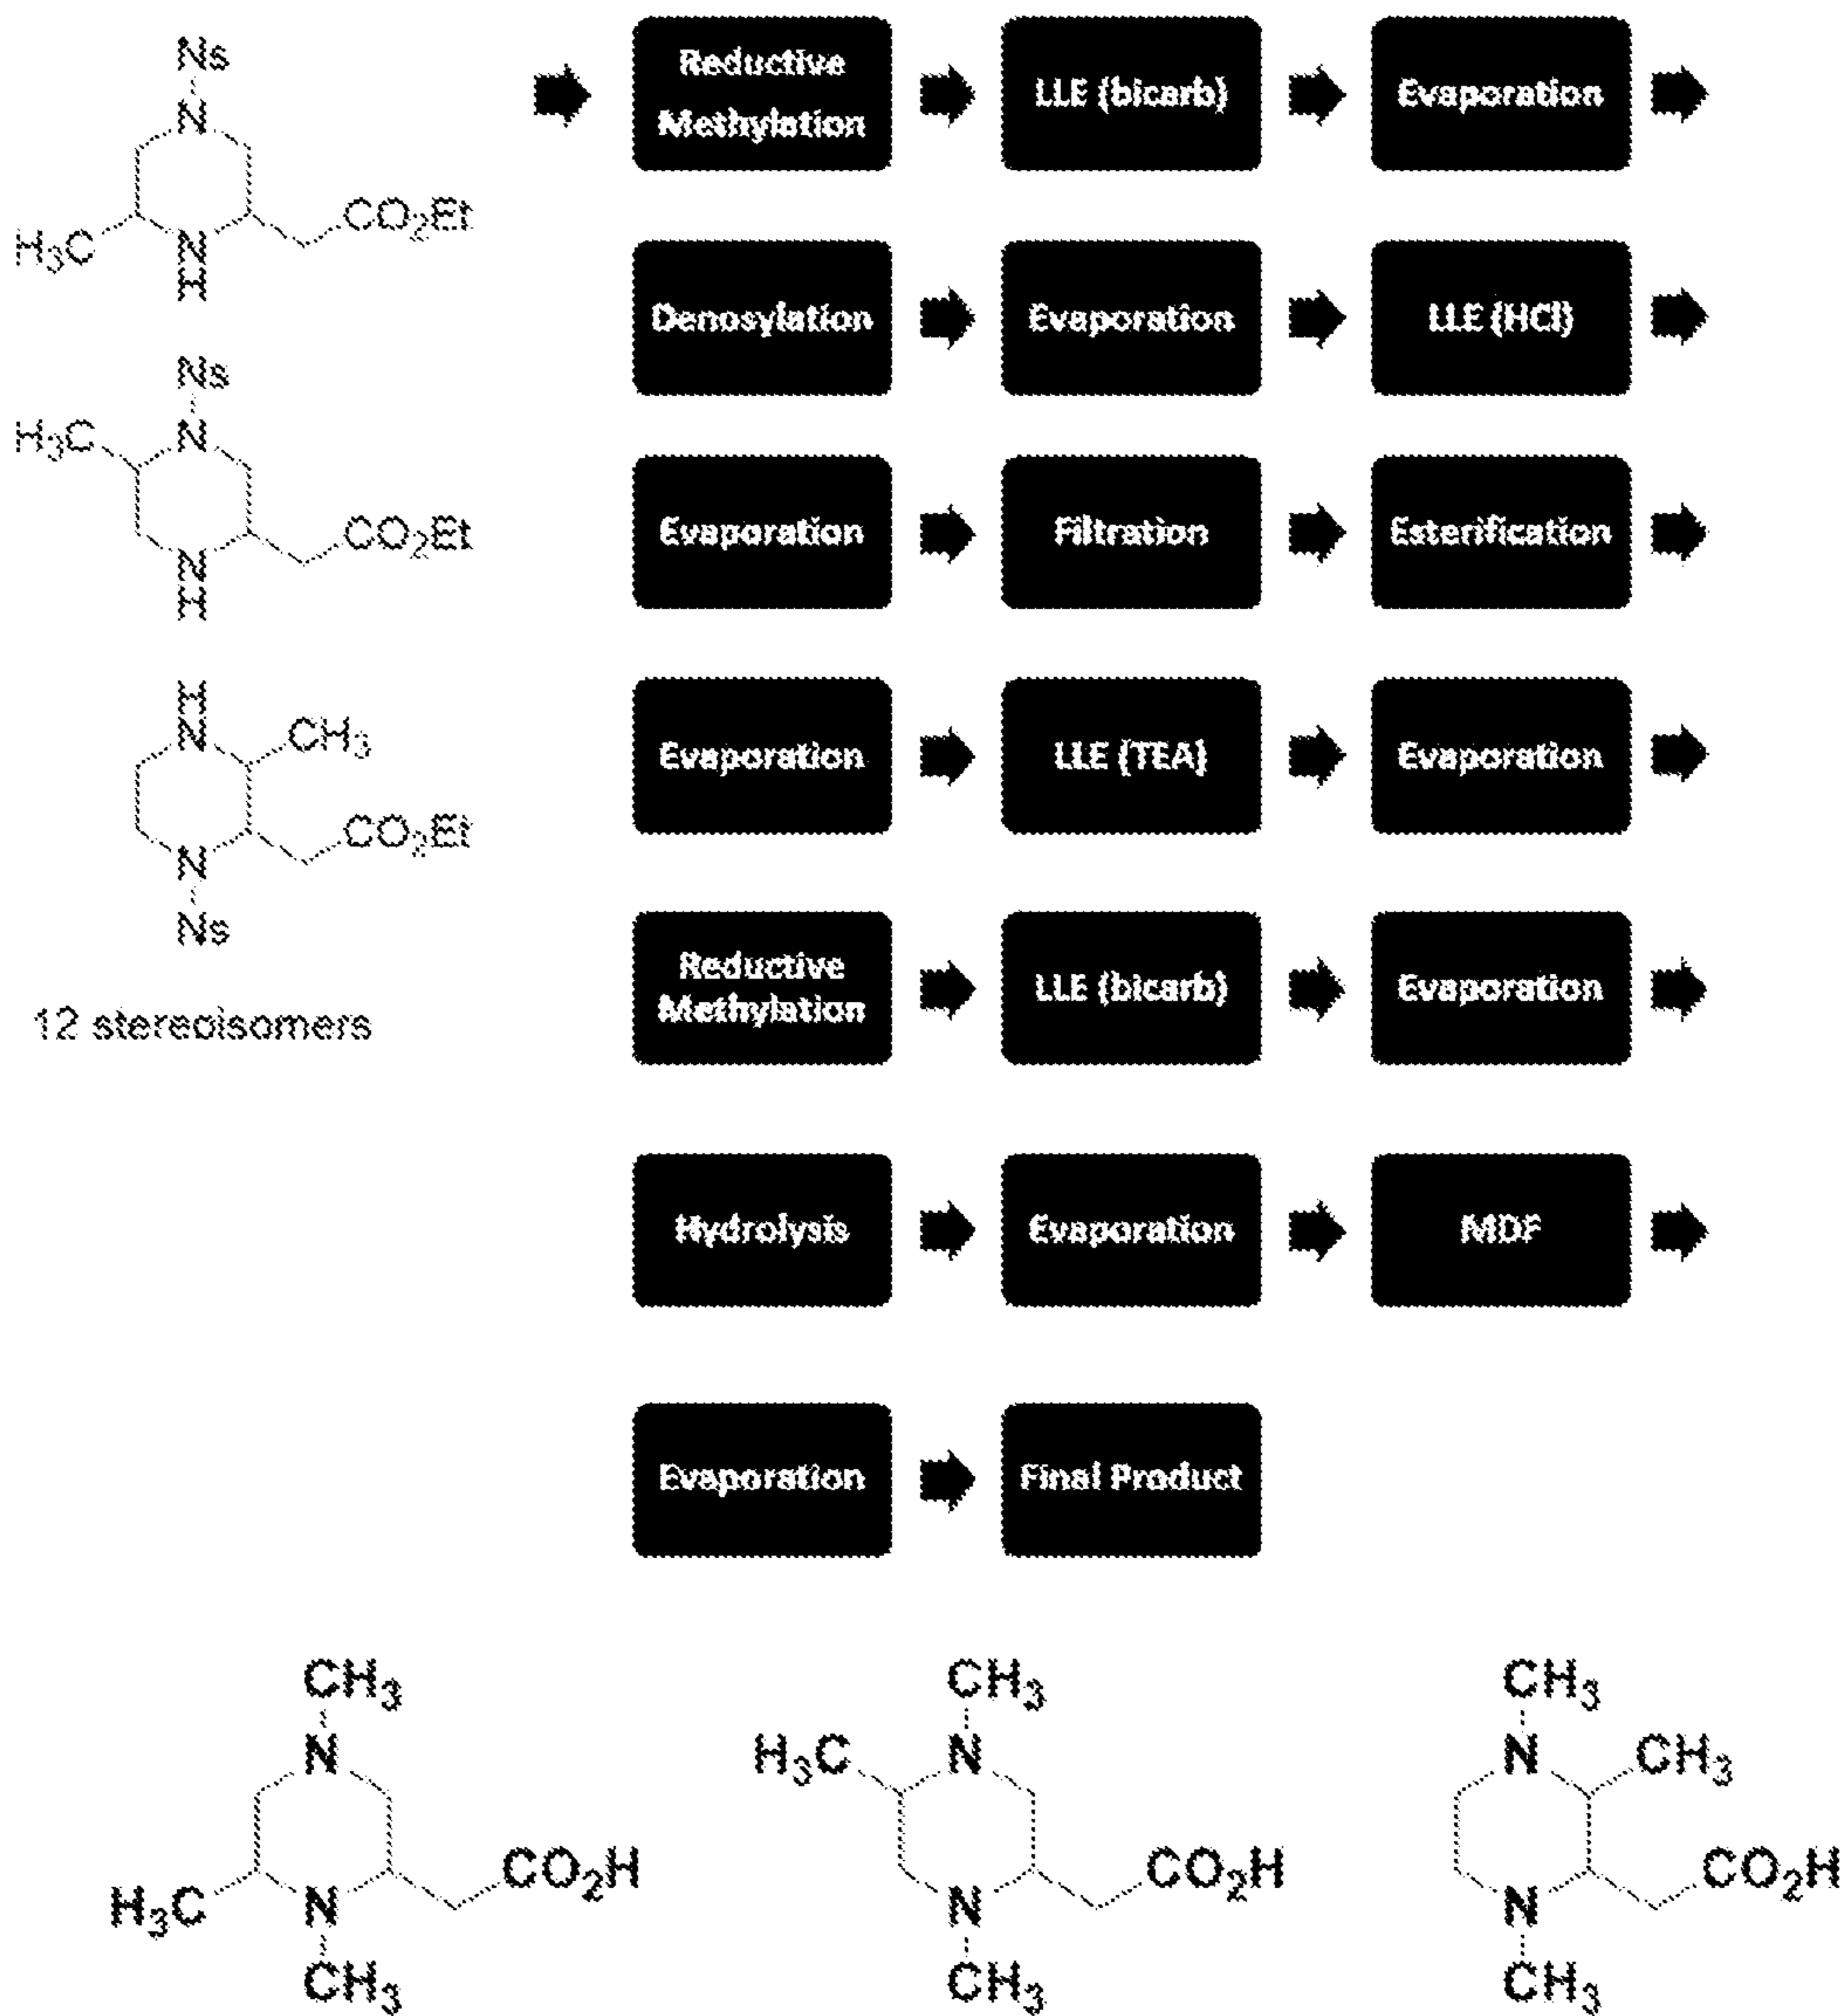 Ns
N
CO2Et
H3C
N
H
Ns
H3C
N
CO2Et
N
H
H
N
CH3
CO2Et
N
Ns
12 stereoisomers
Reductive
Methylation
LLE (bicarb)
Evaporation
Denosylation
Evaporation
LLE (HCl)
Evaporation
Filtration
Esterification
Evaporation
LLE (TEA)
Evaporation
Reductive
Methylation
LLE (bicarb)
Evaporation
Hydrolysis
Evaporation
MDF
Evaporation
Final Product
CH3
N
CO2H
H3C
N
CH3
CH3
H3C
N
CO2H
N
CH3
CH3
N
CH3
CO2H
N
CH3